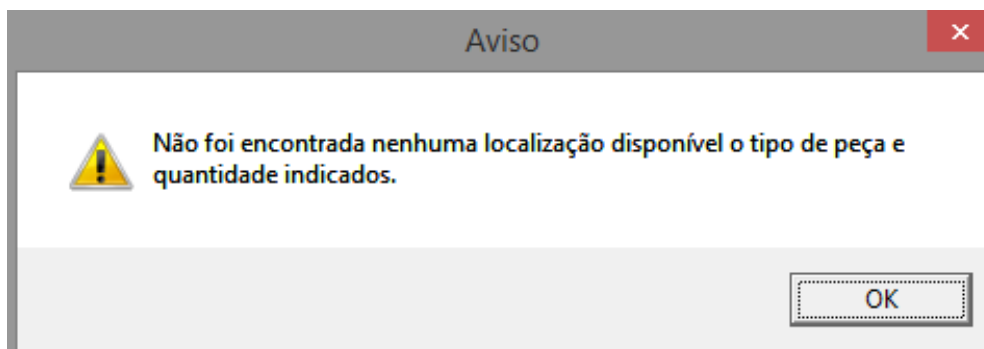 Aviso
Não foi encontrada nenhuma localização disponível o tipo de peça e
quantidade indicados.
OK